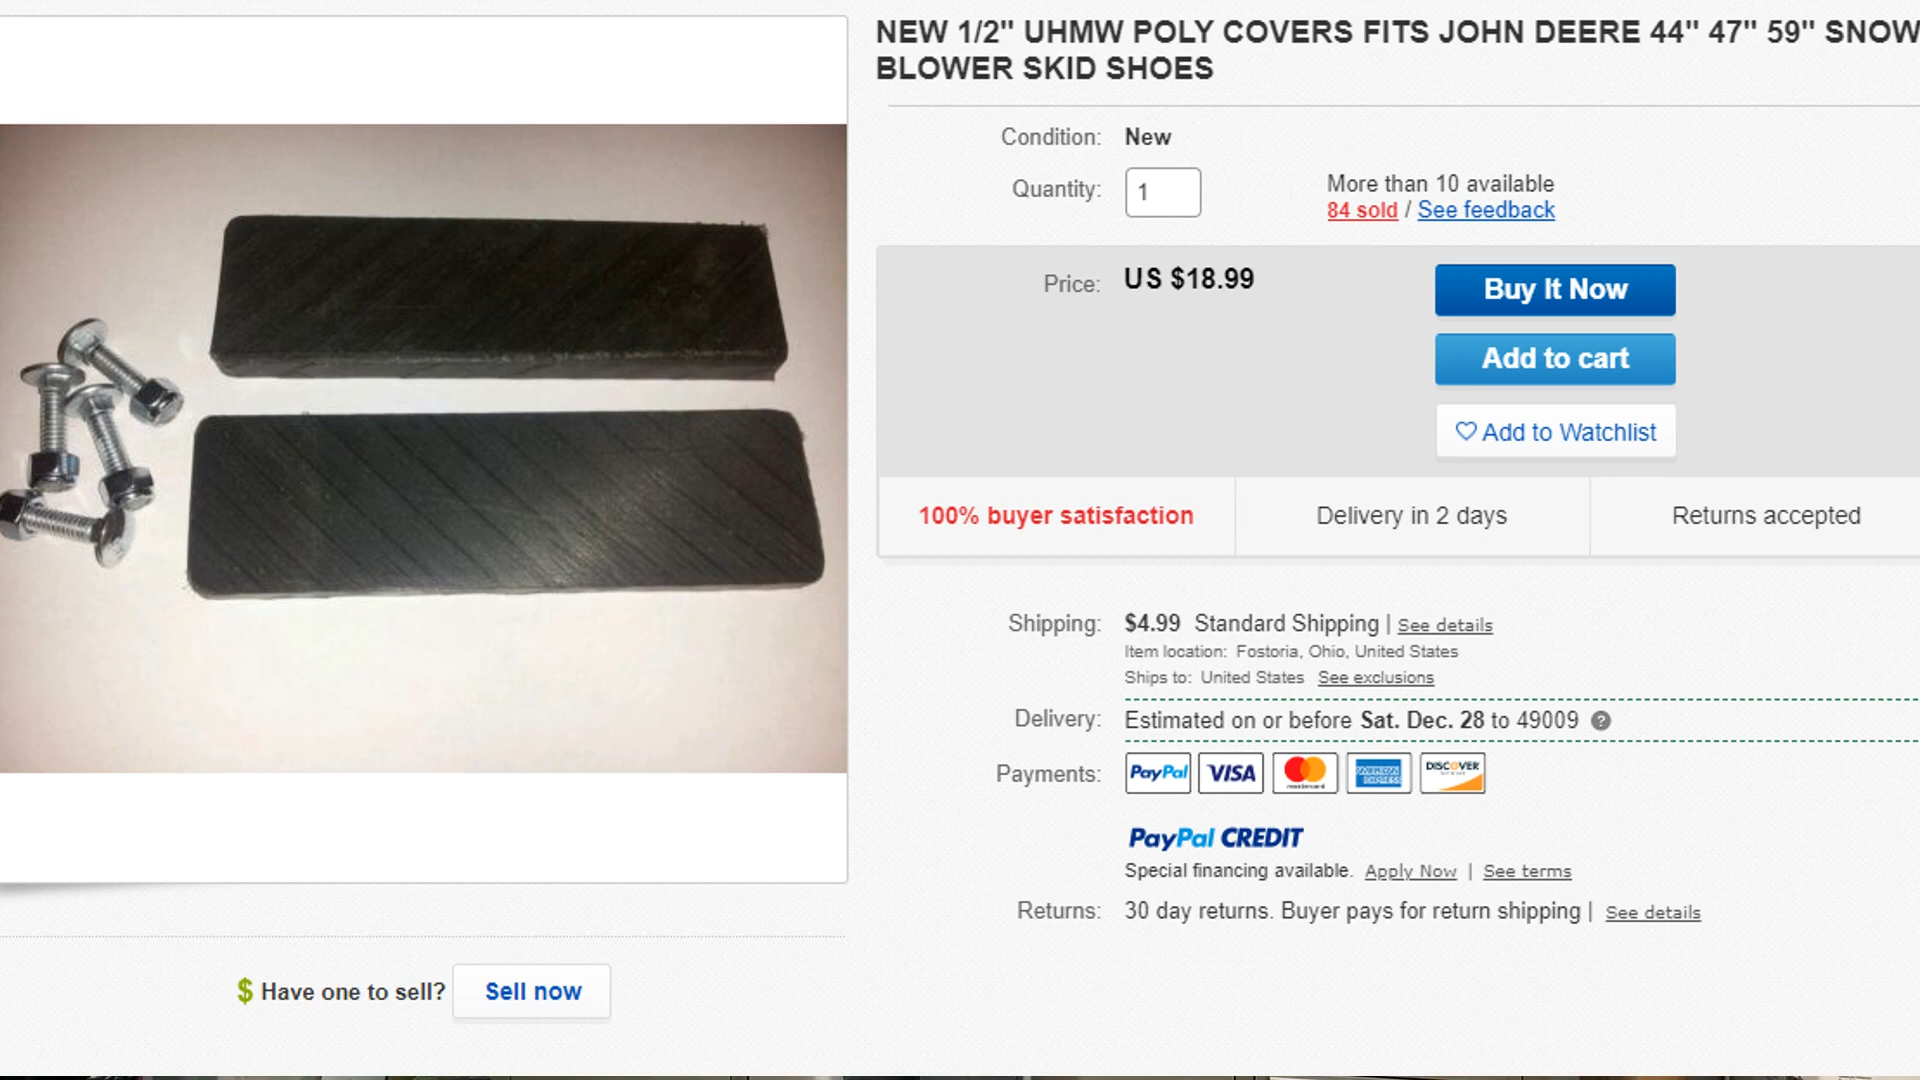 NEW 1/2" UHMW POLY COVERS FITS JOHN DEERE 44" 47" 59" SNOW
BLOWER SKID SHOES
Condition: New
Quantity: 1
More than 10 available
84 sold / See feedback
Price: US $18.99
Buy It Now
Add to cart
Add to Watchlist
100% buyer satisfaction
Delivery in 2 days
Returns accepted
Shipping: $4.99 Standard Shipping | See details
Item location: Fostoria, Ohio, United States
Ships to: United States See exclusions
Delivery: Estimated on or before Sat. Dec. 28 to 49009 ?
Payments: PayPal VISA mastercard AMERICAN EXPRESS DISCOVER
PayPal CREDIT
Special financing available. Apply Now | See terms
Returns: 30 day returns. Buyer pays for return shipping | See details
$ Have one to sell? Sell now